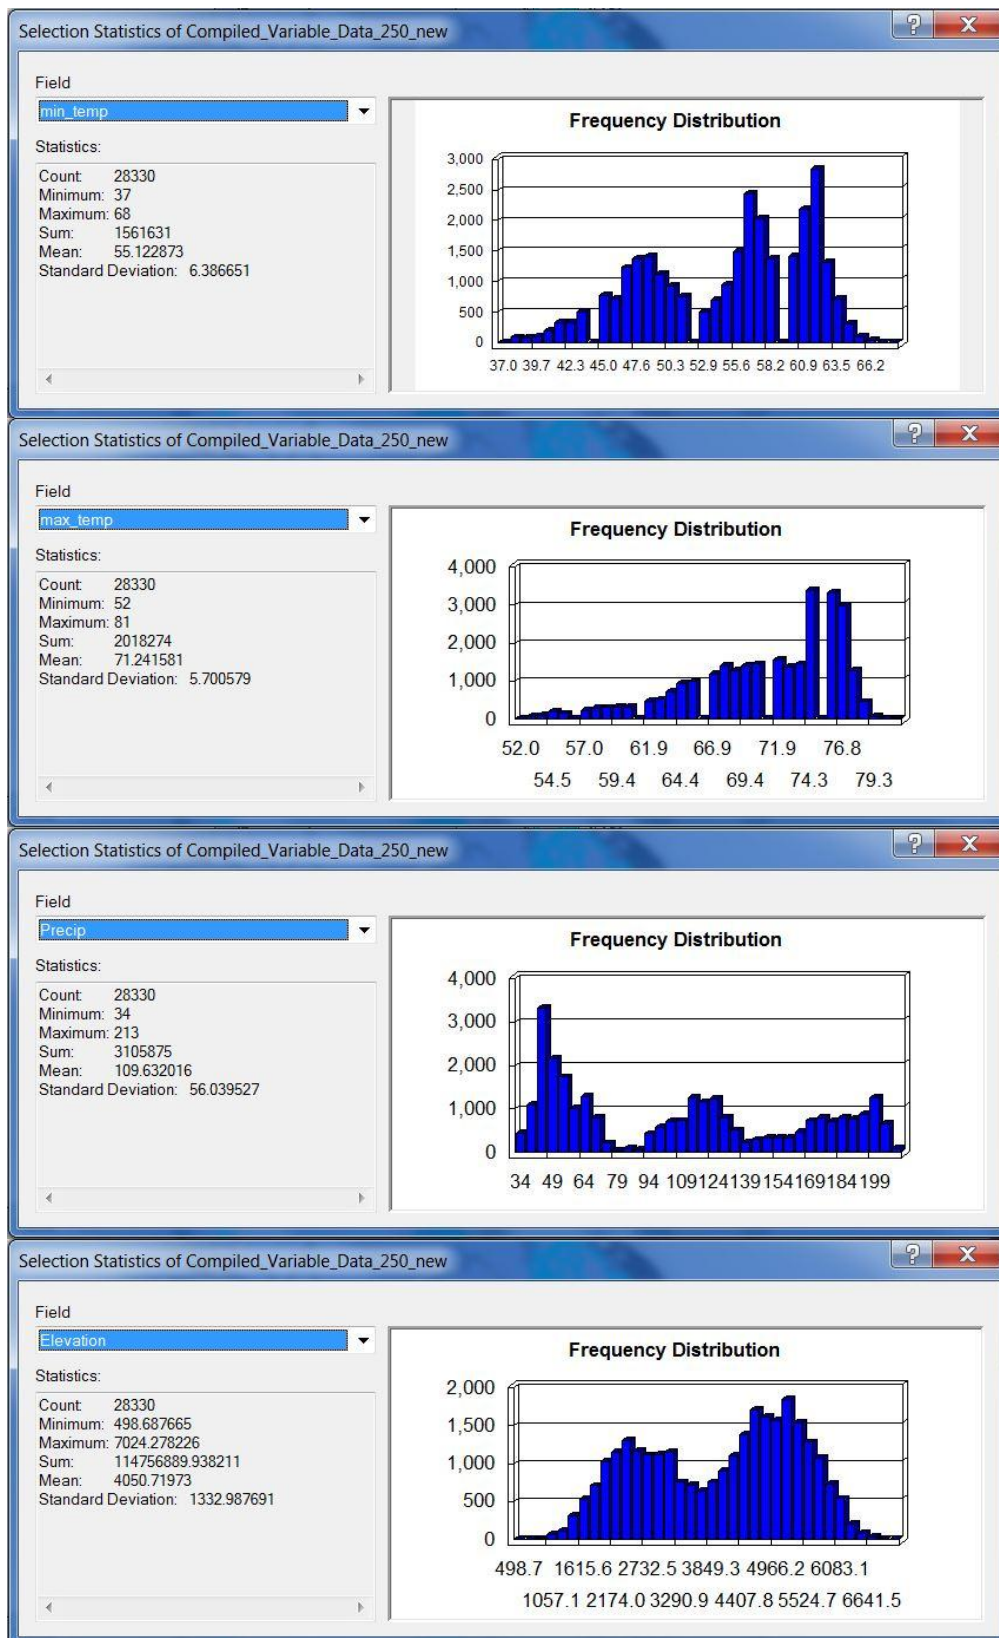 Selection Statistics of Compiled_Variable_Data_250_new
? X
Field
min_temp
Statistics:
Count: 28330
Minimum: 37
Maximum: 68
Sum: 1561631
Mean: 55.122873
Standard Deviation: 6.386651
Frequency Distribution
3,000
2,500
2,000
1,500
1,000
500
0
37.0 39.7 42.3 45.0 47.6 50.3 52.9 55.6 58.2 60.9 63.5 66.2
Selection Statistics of Compiled_Variable_Data_250_new
? X
Field
max_temp
Statistics:
Count: 28330
Minimum: 52
Maximum: 81
Sum: 2018274
Mean: 71.241581
Standard Deviation: 5.700579
Frequency Distribution
4,000
3,000
2,000
1,000
0
52.0 57.0 61.9 66.9 71.9 76.8
54.5 59.4 64.4 69.4 74.3 79.3
Selection Statistics of Compiled_Variable_Data_250_new
? X
Field
Precip
Statistics:
Count: 28330
Minimum: 34
Maximum: 213
Sum: 3105875
Mean: 109.632016
Standard Deviation: 56.039527
Frequency Distribution
4,000
3,000
2,000
1,000
0
34 49 64 79 94 109 124 139 154 169 184 199
Selection Statistics of Compiled_Variable_Data_250_new
? X
Field
Elevation
Statistics:
Count: 28330
Minimum: 498.687665
Maximum: 7024.278226
Sum: 114756889.938211
Mean: 4050.71973
Standard Deviation: 1332.987691
Frequency Distribution
2,000
1,500
1,000
500
0
498.7 1615.6 2732.5 3849.3 4966.2 6083.1
1057.1 2174.0 3290.9 4407.8 5524.7 6641.5